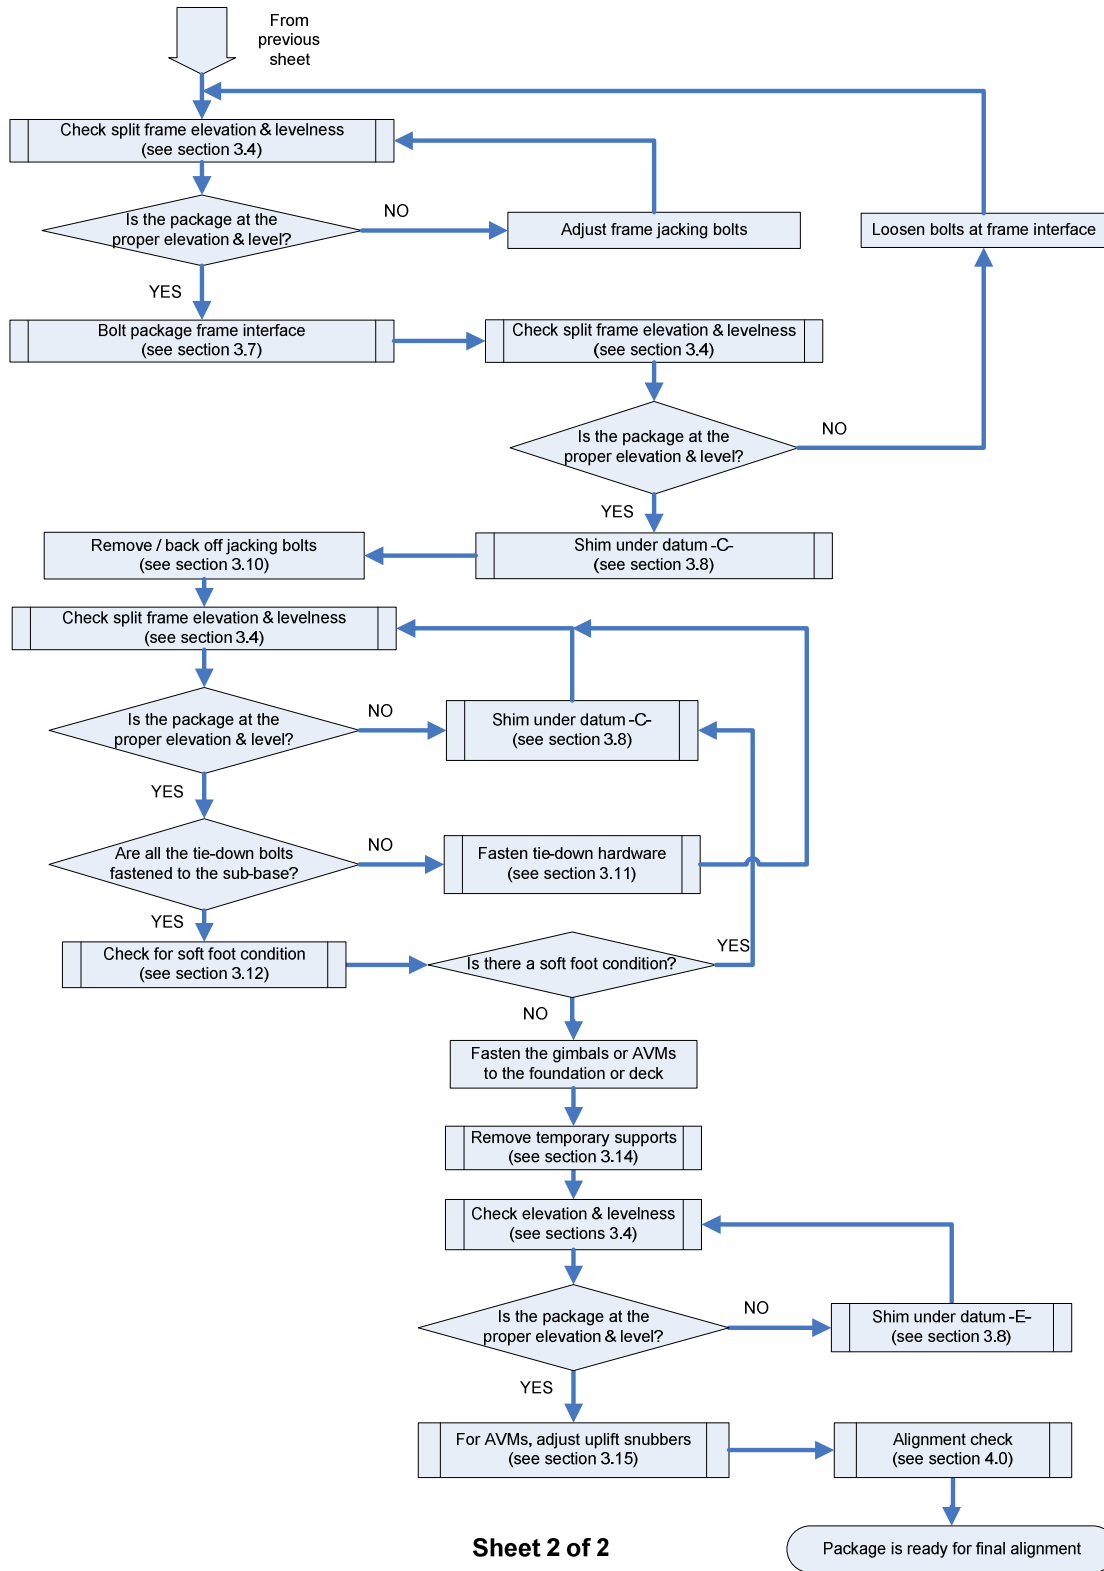 From
previous
sheet
Check split frame elevation & levelness
(see section 3.4)
Is the package at the
proper elevation & level?
NO
Adjust frame jacking bolts
Loosen bolts at frame interface
YES
Bolt package frame interface
(see section 3.7)
Check split frame elevation & levelness
(see section 3.4)
Is the package at the
proper elevation & level?
NO
YES
Shim under datum -C-
(see section 3.8)
Remove / back off jacking bolts
(see section 3.10)
Check split frame elevation & levelness
(see section 3.4)
Is the package at the
proper elevation & level?
NO
Shim under datum -C-
(see section 3.8)
YES
Are all the tie-down bolts
fastened to the sub-base?
NO
Fasten tie-down hardware
(see section 3.11)
YES
Check for soft foot condition
(see section 3.12)
Is there a soft foot condition?
YES
NO
Fasten the gimbals or AVMs
to the foundation or deck
Remove temporary supports
(see section 3.14)
Check elevation & levelness
(see sections 3.4)
Is the package at the
proper elevation & level?
NO
Shim under datum -E-
(see section 3.8)
YES
For AVMs, adjust uplift snubbers
(see section 3.15)
Alignment check
(see section 4.0)
Package is ready for final alignment
Sheet 2 of 2